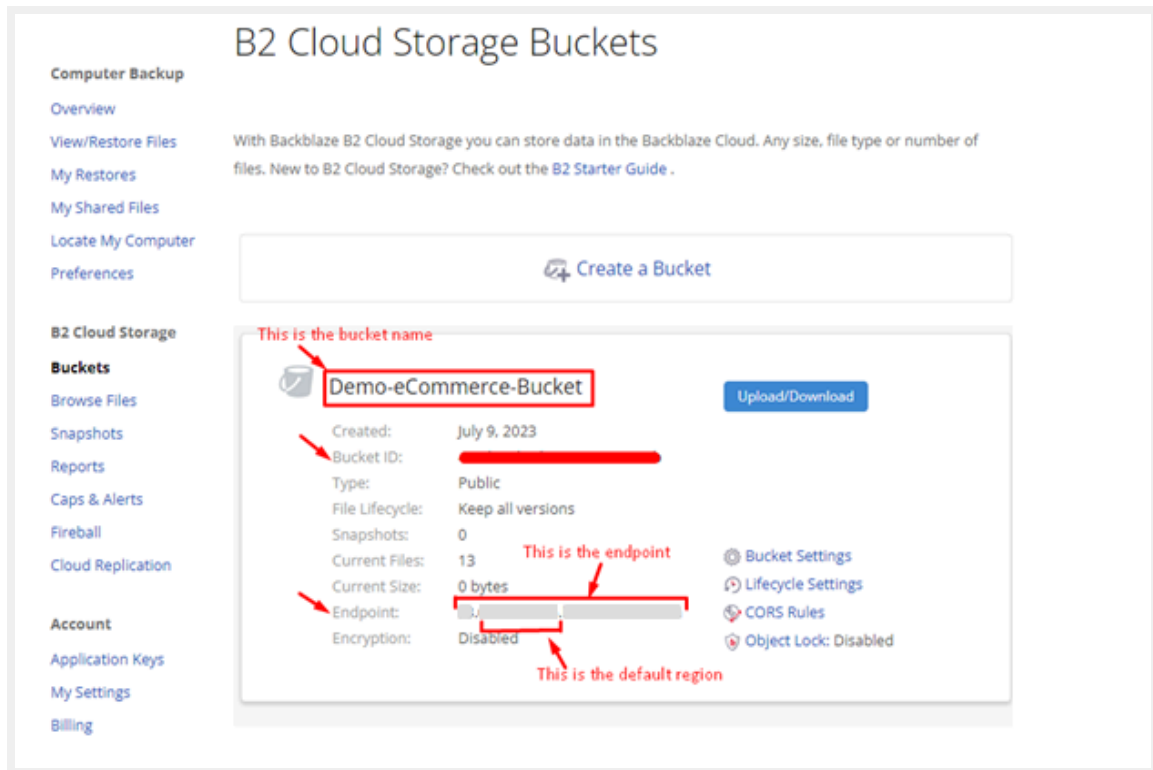 B2 Cloud Storage Buckets
Computer Backup
Overview
View/Restore Files
My Restores
My Shared Files
Locate My Computer
Preferences
B2 Cloud Storage
Buckets
Browse Files
Snapshots
Reports
Caps & Alerts
Fireball
Cloud Replication
Account
Application Keys
My Settings
Billing
With Backblaze B2 Cloud Storage you can store data in the Backblaze Cloud. Any size, file type or number of
files. New to B2 Cloud Storage? Check out the B2 Starter Guide .
Create a Bucket
This is the bucket name
Demo-eCommerce-Bucket
Upload/Download
Created: July 9, 2023
Bucket ID:
Type: Public
File Lifecycle: Keep all versions
Snapshots: 0
Current Files: 13
This is the endpoint
Current Size: 0 bytes
Endpoint:
Encryption: Disabled
This is the default region
Bucket Settings
Lifecycle Settings
CORS Rules
Object Lock: Disabled